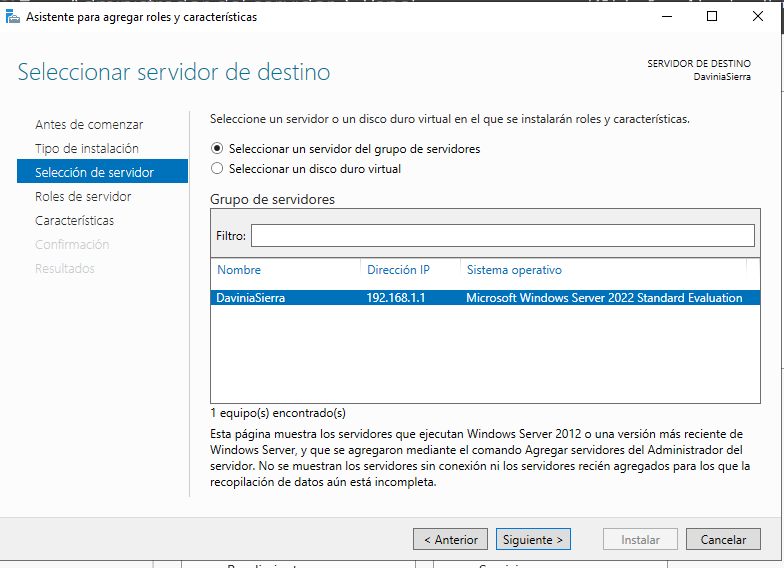 Asistente para agregar roles y características
Seleccionar servidor de destino
SERVIDOR DE DESTINO
DaviniaSierra
Antes de comenzar
Tipo de instalación
Selección de servidor
Roles de servidor
Características
Confirmación
Resultados
Seleccione un servidor o un disco duro virtual en el que se instalarán roles y características.
Seleccionar un servidor del grupo de servidores
Seleccionar un disco duro virtual
Grupo de servidores
Filtro:
Nombre Dirección IP Sistema operativo
DaviniaSierra 192.168.1.1 Microsoft Windows Server 2022 Standard Evaluation
1 equipo(s) encontrado(s)
Esta página muestra los servidores que ejecutan Windows Server 2012 o una versión más reciente de
Windows Server, y que se agregaron mediante el comando Agregar servidores del Administrador del
servidor. No se muestran los servidores sin conexión ni los servidores recién agregados para los que la
recopilación de datos aún está incompleta.
< Anterior Siguiente > Instalar Cancelar